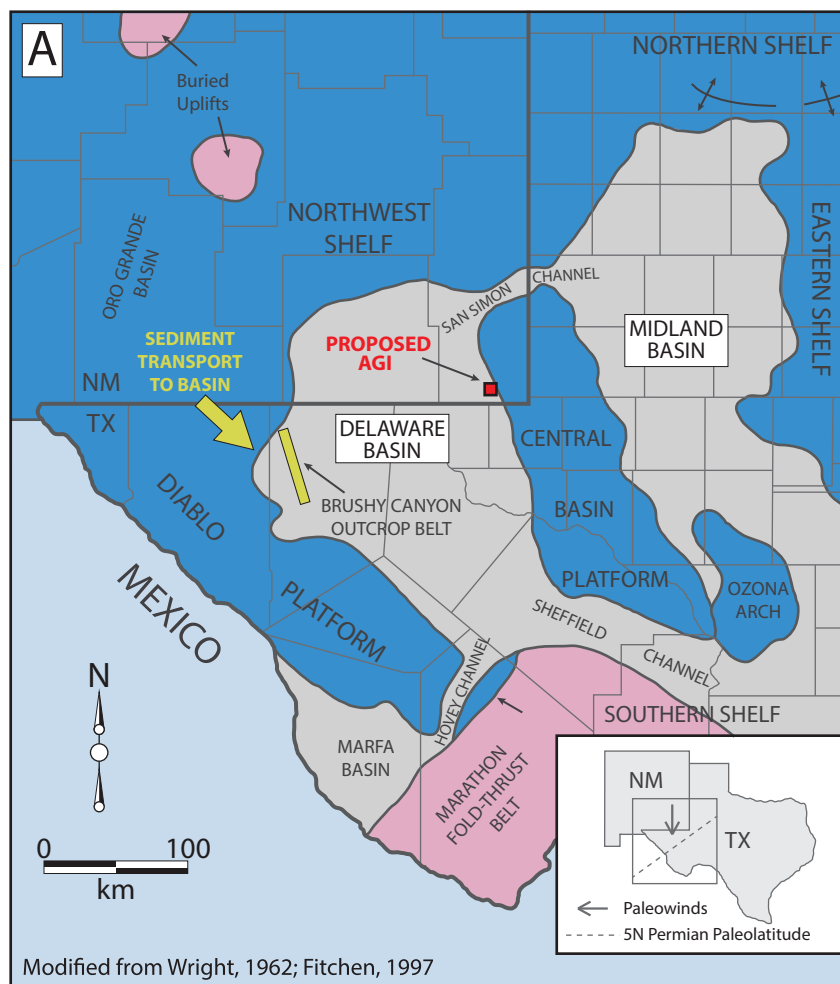 A
Buried
Uplifts
NORTHERN SHELF
NORTHWEST
SHELF
ORO GRANDE
BASIN
EASTERN SHELF
SAN SIMON
CHANNEL
MIDLAND
BASIN
SEDIMENT
TRANSPORT
TO BASIN
PROPOSED
AGI
NM
TX
DELAWARE
BASIN
CENTRAL
BASIN
PLATFORM
BRUSHY CANYON
OUTCROP BELT
DIABLO
PLATFORM
OZONA
ARCH
MEXICO
SHEFFIELD
CHANNEL
HOVEY CHANNEL
SOUTHERN SHELF
MARFA
BASIN
MARATHON
FOLD-THRUST
BELT
N
0 100
km
NM
TX
Paleowinds
5N Permian Paleolatitude
Modified from Wright, 1962; Fitchen, 1997